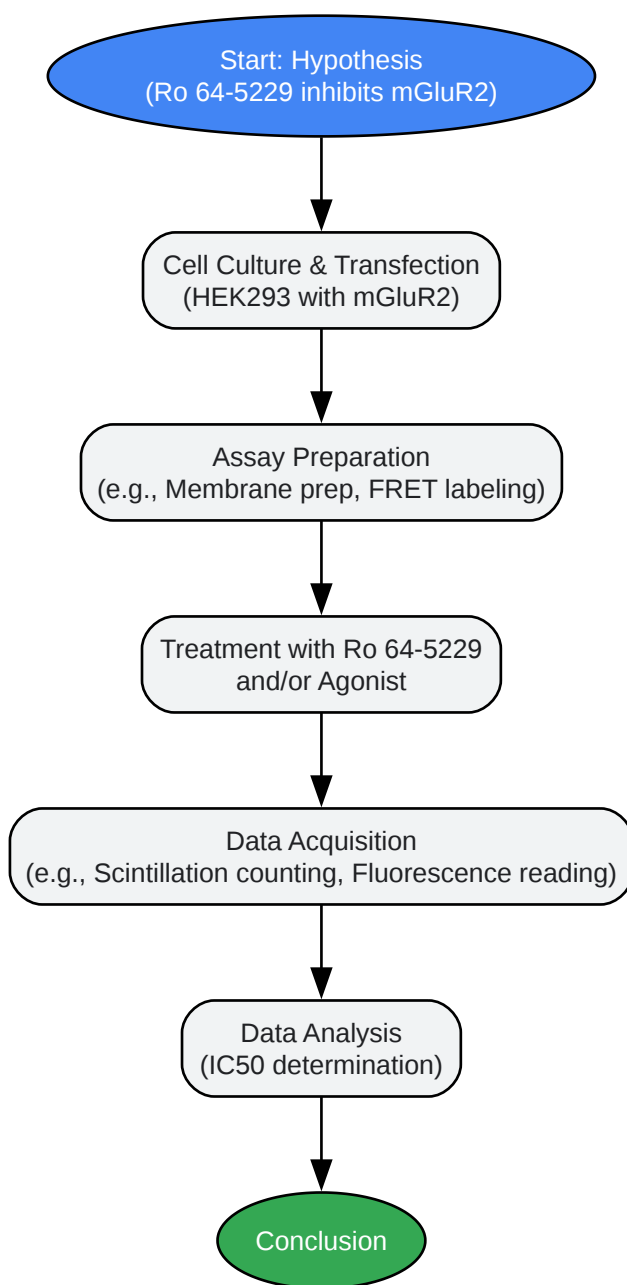 Start: Hypothesis
(Ro 64-5229 inhibits mGluR2)
Cell Culture & Transfection
(HEK293 with mGluR2)
Assay Preparation
(e.g., Membrane prep, FRET labeling)
Treatment with Ro 64-5229
and/or Agonist
Data Acquisition
(e.g., Scintillation counting, Fluorescence reading)
Data Analysis
(IC50 determination)
Conclusion